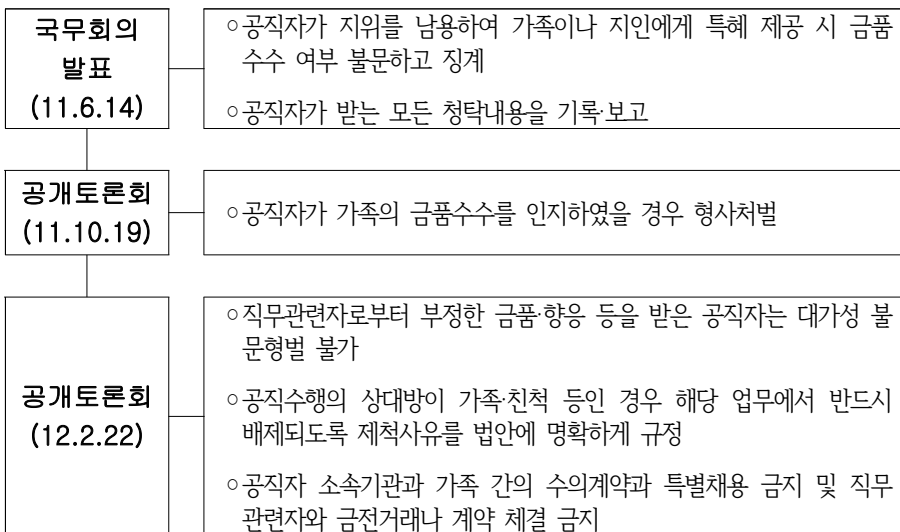 국무회의
발표
(11.6.14)
○공직자가 지위를 남용하여 가족이나 지인에게 특혜 제공 시 금품
수수 여부 불문하고 징계
○공직자가 받는 모든 청탁내용을 기록·보고
공개토론회
(11.10.19)
○공직자가 가족의 금품수수를 인지하였을 경우 형사처벌
공개토론회
(12.2.22)
○직무관련자로부터 부정한 금품·향응 등을 받은 공직자는 대가성 불
문형벌 불가
○공직수행의 상대방이 가족·친척 등인 경우 해당 업무에서 반드시
배제되도록 제척사유를 법안에 명확하게 규정
○공직자 소속기관과 가족 간의 수의계약과 특별채용 금지 및 직무
관련자와 금전거래나 계약 체결 금지